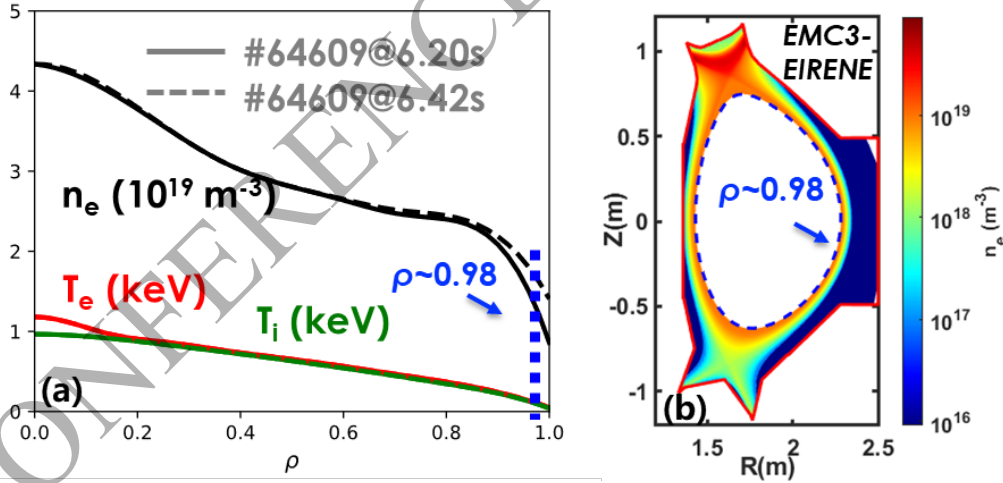 5
4
3
2
1
0
#64609@6.20s
#64609@6.42s
n_e (10^19 m^-3)
T_e (keV)
T_i (keV)
ρ~0.98
(a)
0.0 0.2 0.4 0.6 0.8 1.0
ρ
EMC3-
EIRENE
1
0.5
0
-0.5
-1
Z(m)
ρ~0.98
(b)
1.5 2 2.5
R(m)
10^19
10^18
10^17
10^16
n_e (m^-3)
ONFERENC